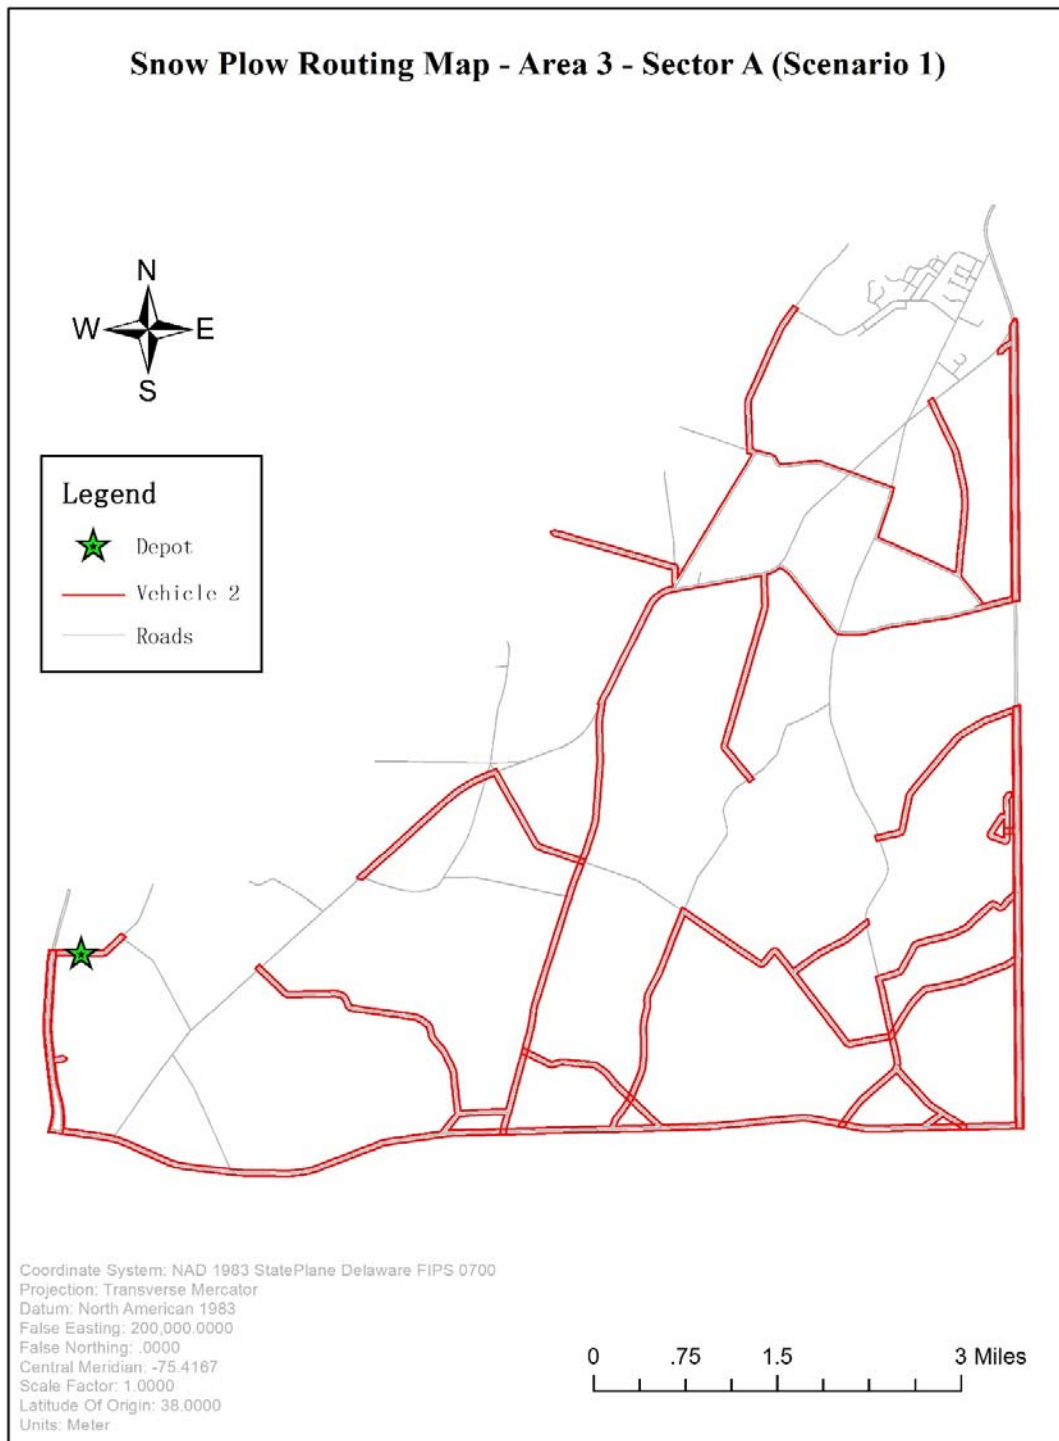 Snow Plow Routing Map - Area 3 - Sector A (Scenario 1)
N
W E
S
Legend
Depot
Vehicle 2
Roads
Coordinate System: NAD 1983 StatePlane Delaware FIPS 0700
Projection: Transverse Mercator
Datum: North American 1983
False Easting: 200,000.0000
False Northing: .0000
Central Meridian: -75.4167
Scale Factor: 1.0000
Latitude Of Origin: 38.0000
Units: Meter
0 .75 1.5 3 Miles